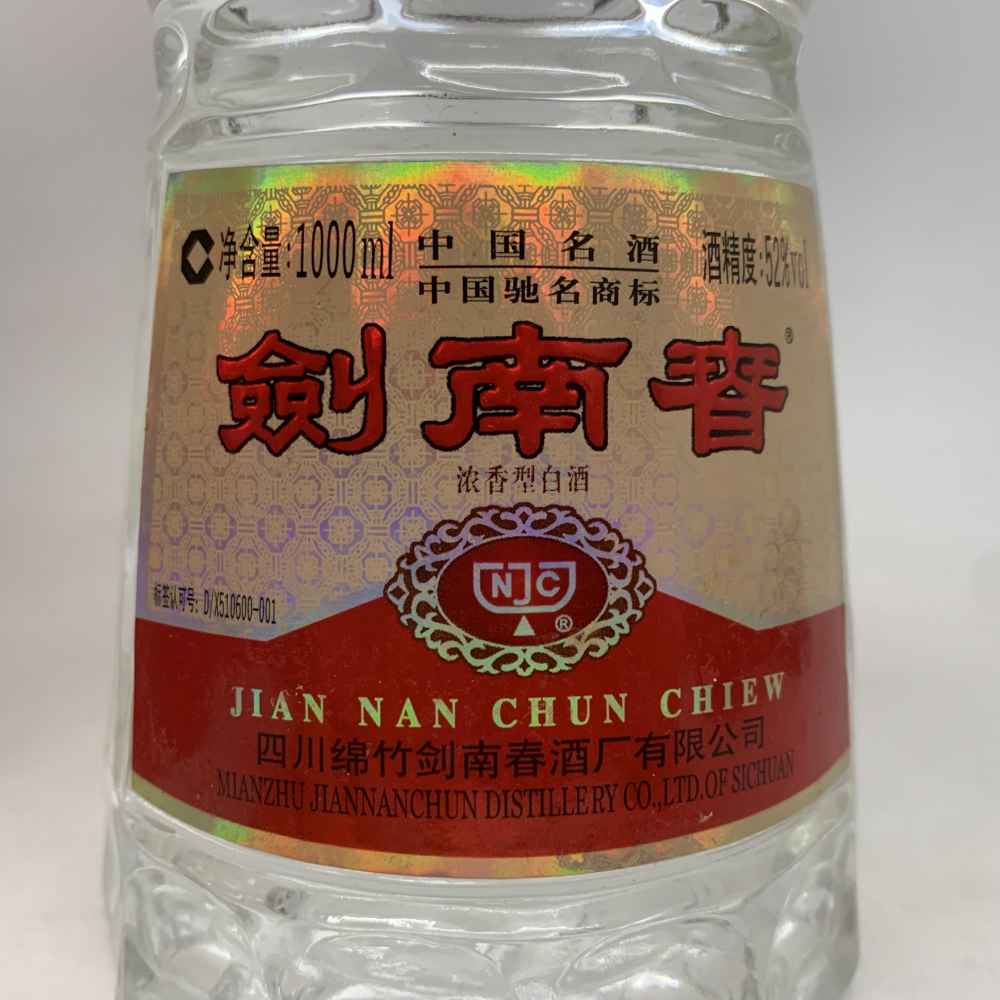 净含量:1000ml
中国名酒
中国驰名商标
酒精度:52%vol
劍南春®
浓香型白酒
标签认可号: D/X510600-001
NJC
®
JIAN NAN CHUN CHIEW
四川绵竹剑南春酒厂有限公司
MIANZHU JIANNANCHUN DISTILLERY CO.,LTD.OF SICHUAN